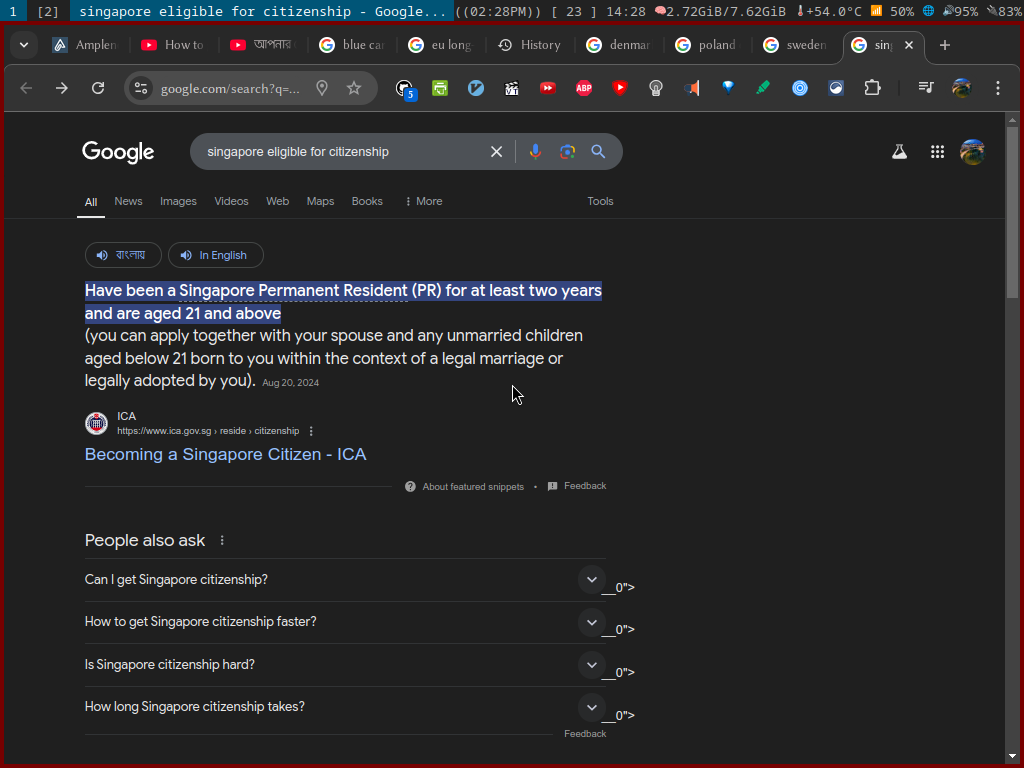 1 [2] singapore eligible for citizenship - Google... ((02:28PM)) [ 23 ] 14:28 2.72GiB/7.62GiB +54.0°C 50% 95% 83%
Amplen How to আপনার blue car eu long History denmar poland sweden sing
google.com/search?q=... 5 ABP
Google singapore eligible for citizenship
All News Images Videos Web Maps Books More Tools
বাংলায় In English
Have been a Singapore Permanent Resident (PR) for at least two years
and are aged 21 and above
(you can apply together with your spouse and any unmarried children
aged below 21 born to you within the context of a legal marriage or
legally adopted by you). Aug 20, 2024
ICA
https://www.ica.gov.sg › reside › citizenship
Becoming a Singapore Citizen - ICA
About featured snippets • Feedback
People also ask
Can I get Singapore citizenship? __0">
How to get Singapore citizenship faster? __0">
Is Singapore citizenship hard? __0">
How long Singapore citizenship takes? __0">
Feedback